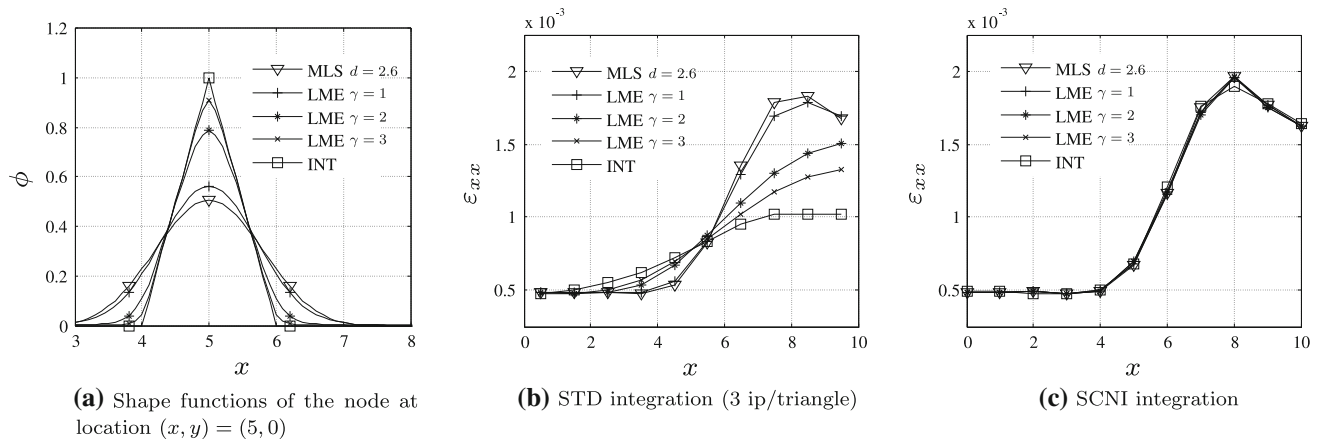 1.2
1
0.8
0.6
0.4
0.2
0
3 4 5 6 7 8
ϕ
x
MLS d = 2.6
LME γ = 1
LME γ = 2
LME γ = 3
INT
(a) Shape functions of the node at
location (x, y) = (5, 0)
x 10⁻³
2
1.5
1
0.5
0 2 4 6 8 10
εxx
x
MLS d = 2.6
LME γ = 1
LME γ = 2
LME γ = 3
INT
(b) STD integration (3 ip/triangle)
x 10⁻³
2
1.5
1
0.5
0 2 4 6 8 10
εxx
x
MLS d = 2.6
LME γ = 1
LME γ = 2
LME γ = 3
INT
(c) SCNI integration